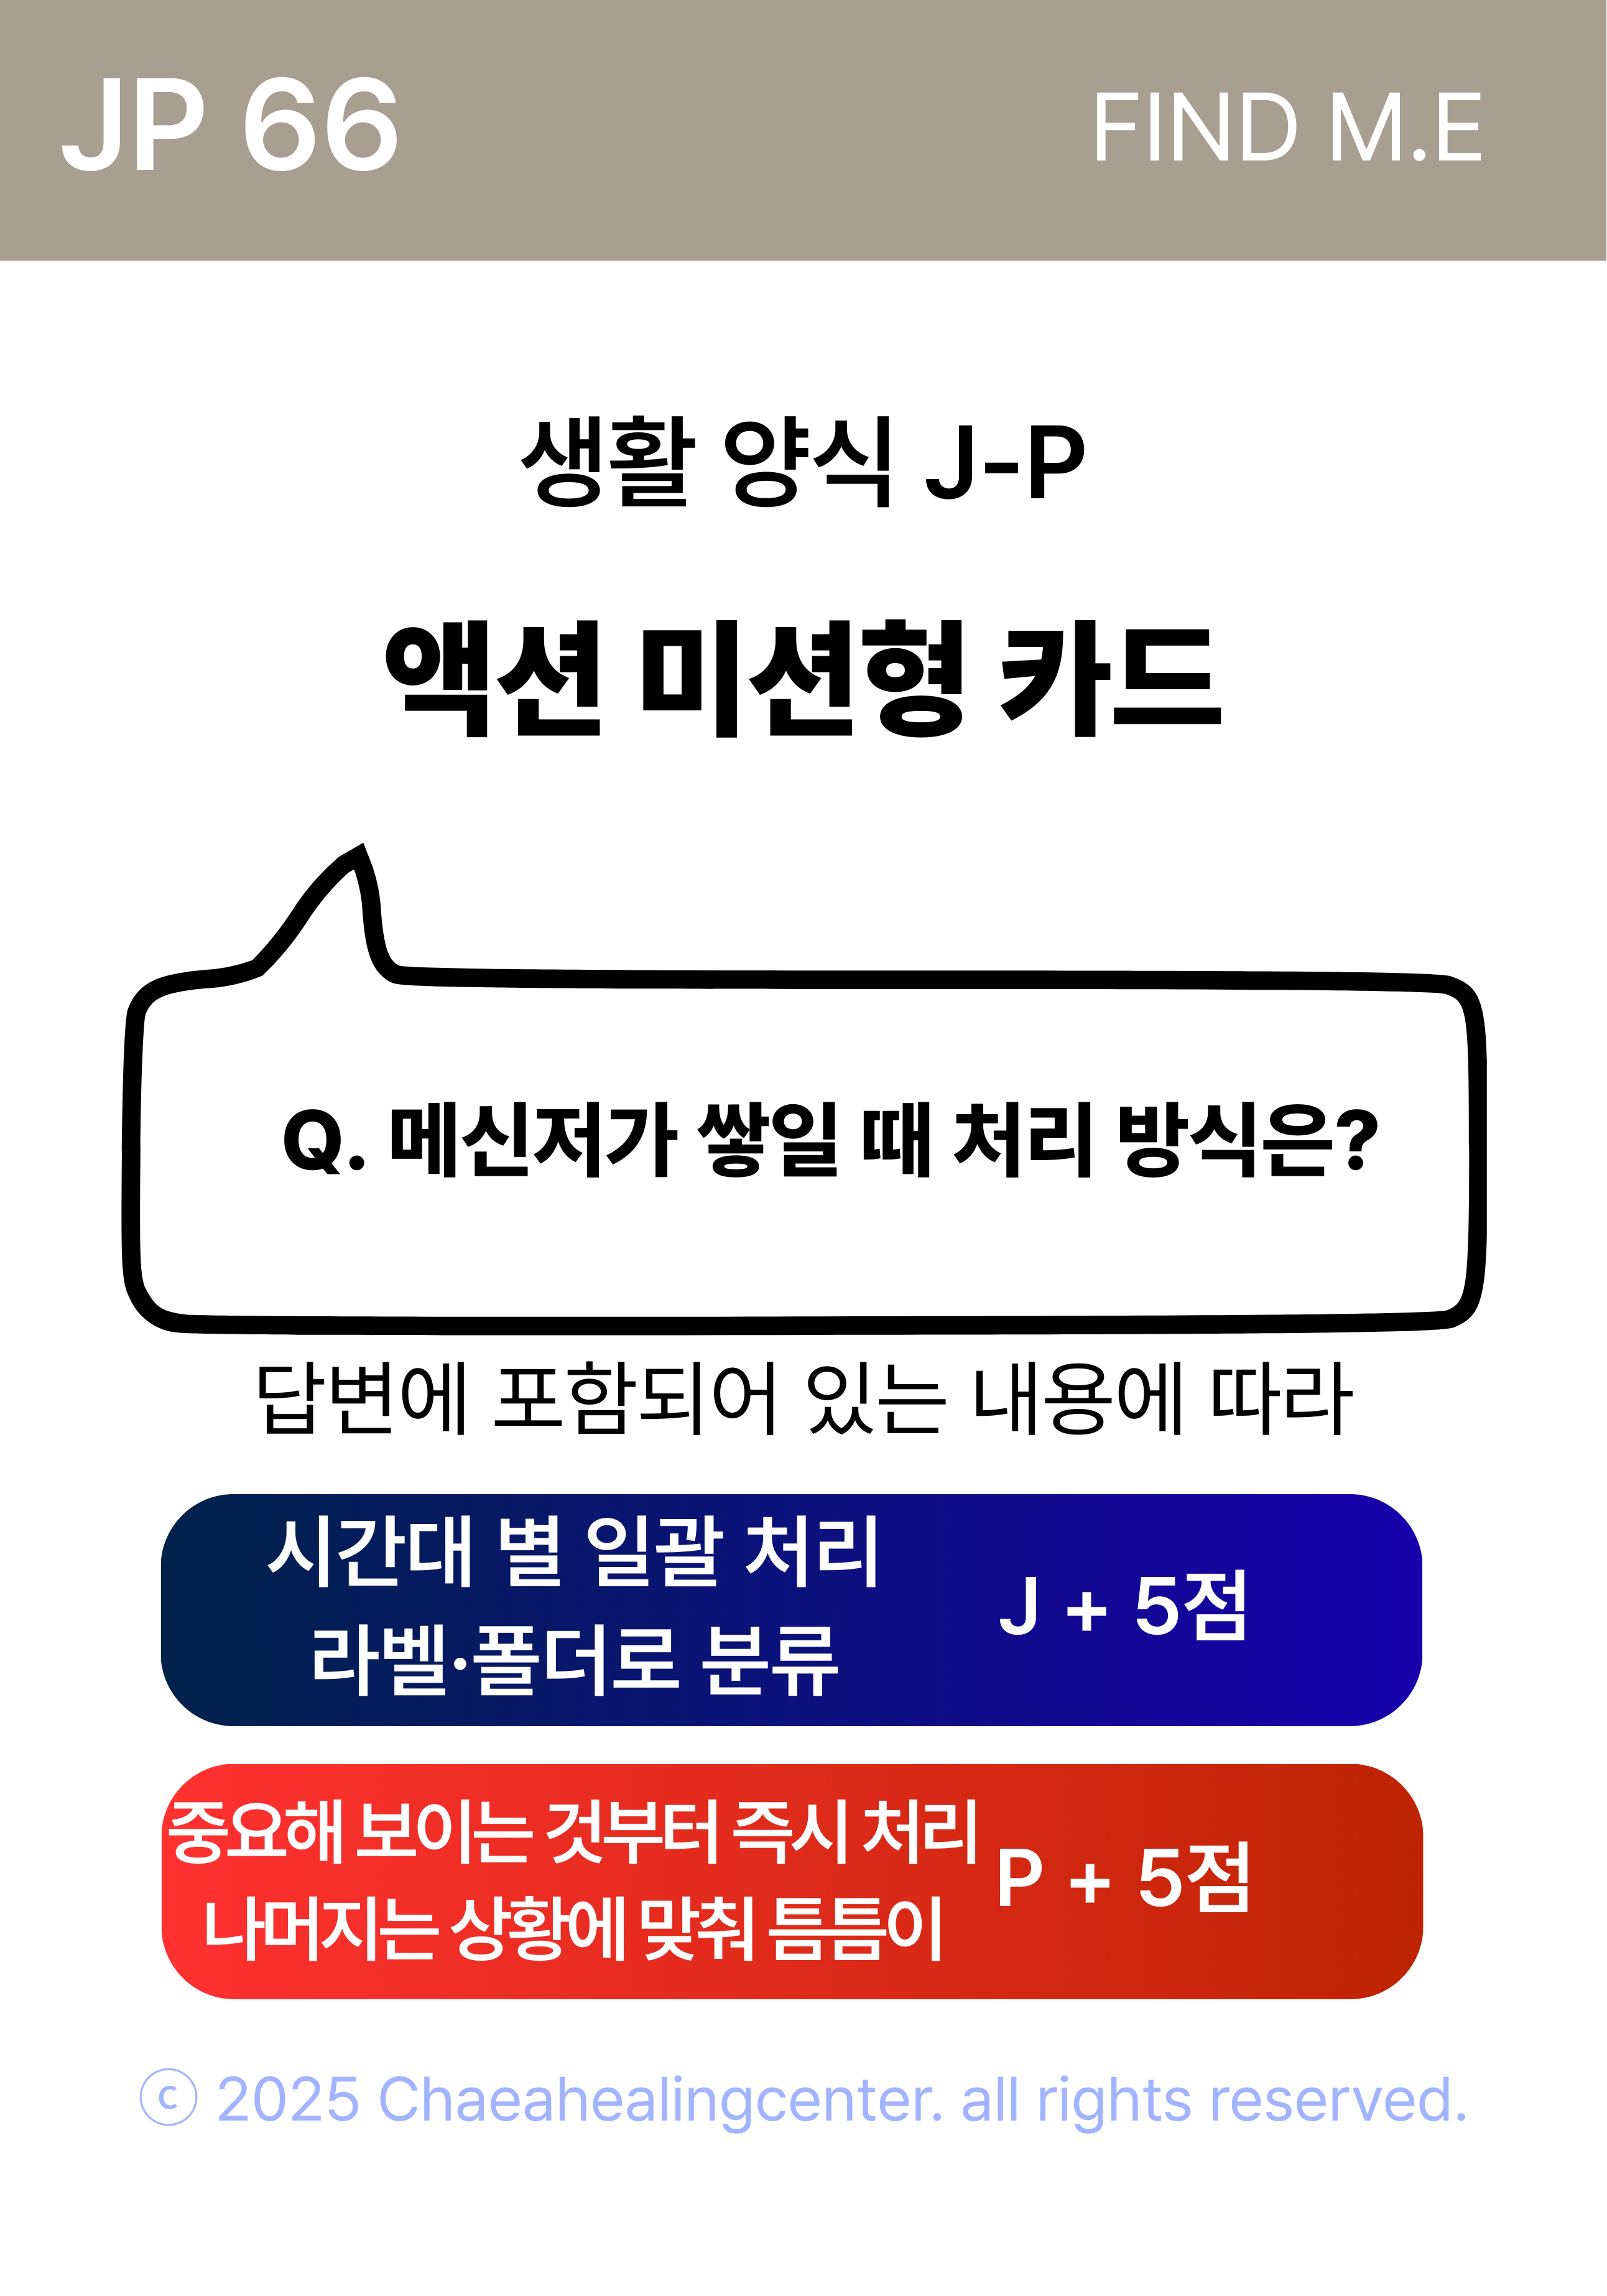 JP 66
FIND M.E
생활 양식 J-P
액션 미션형 카드
Q. 메신저가 쌓일 때 처리 방식은?
답변에 포함되어 있는 내용에 따라
시간대 별 일괄 처리
라벨·폴더로 분류
J + 5점
중요해 보이는 것부터 즉시 처리
나머지는 상황에 맞춰 틈틈이
P + 5점
ⓒ 2025 Chaeahealingcenter. all rights reserved.